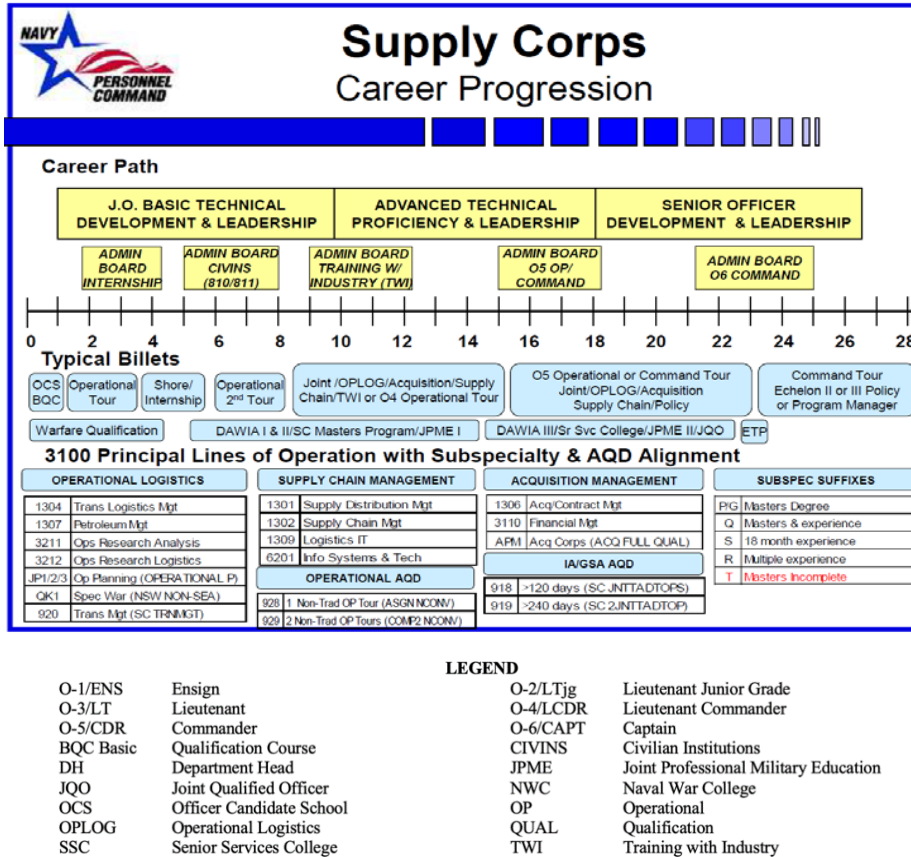 NAVY
PERSONNEL
COMMAND
Supply Corps
Career Progression
Career Path
J.O. BASIC TECHNICAL
DEVELOPMENT & LEADERSHIP
ADVANCED TECHNICAL
PROFICIENCY & LEADERSHIP
SENIOR OFFICER
DEVELOPMENT & LEADERSHIP
ADMIN
BOARD
INTERNSHIP
ADMIN BOARD
CIVINS
(810/811)
ADMIN BOARD
TRAINING W/
INDUSTRY (TWI)
ADMIN BOARD
O5 OP/
COMMAND
ADMIN BOARD
O6 COMMAND
0 2 4 6 8 10 12 14 16 18 20 22 24 26 28
Typical Billets
OCS
BQC
Operational
Tour
Shore/
Internship
Operational
2nd Tour
Joint /OPLOG/Acquisition/Supply
Chain/TWI or O4 Operational Tour
O5 Operational or Command Tour
Joint/OPLOG/Acquisition
Supply Chain/Policy
Command Tour
Echelon II or III Policy
or Program Manager
Warfare Qualification
DAWIA I & II/SC Masters Program/JPME I
DAWIA III/Sr Svc College/JPME II/JQO
ETP
3100 Principal Lines of Operation with Subspecialty & AQD Alignment
OPERATIONAL LOGISTICS
1304 Trans Logistics Mgt
1307 Petroleum Mgt
3211 Ops Research Analysis
3212 Ops Research Logistics
JP1/2/3 Op Planning (OPERATIONAL P)
QK1 Spec War (NSW NON-SEA)
920 Trans Mgt (SC TRNMGT)
SUPPLY CHAIN MANAGEMENT
1301 Supply Distribution Mgt
1302 Supply Chain Mgt
1309 Logistics IT
6201 Info Systems & Tech
OPERATIONAL AQD
928 1 Non-Trad OP Tour (ASGN NCONV)
929 2 Non-Trad OP Tours (COMP2 NCONV)
ACQUISITION MANAGEMENT
1306 Acq/Contract Mgt
3110 Financial Mgt
APM Acq Corps (ACQ FULL QUAL)
IA/GSA AQD
918 >120 days (SC JNTTADTOPS)
919 >240 days (SC 2JNTTADTOP)
SUBSPEC SUFFIXES
P/G Masters Degree
Q Masters & experience
S 18 month experience
R Multiple experience
T Masters Incomplete
LEGEND
O-1/ENS Ensign
O-3/LT Lieutenant
O-5/CDR Commander
BQC Basic Qualification Course
DH Department Head
JQO Joint Qualified Officer
OCS Officer Candidate School
OPLOG Operational Logistics
SSC Senior Services College
O-2/LTjg Lieutenant Junior Grade
O-4/LCDR Lieutenant Commander
O-6/CAPT Captain
CIVINS Civilian Institutions
JPME Joint Professional Military Education
NWC Naval War College
OP Operational
QUAL Qualification
TWI Training with Industry